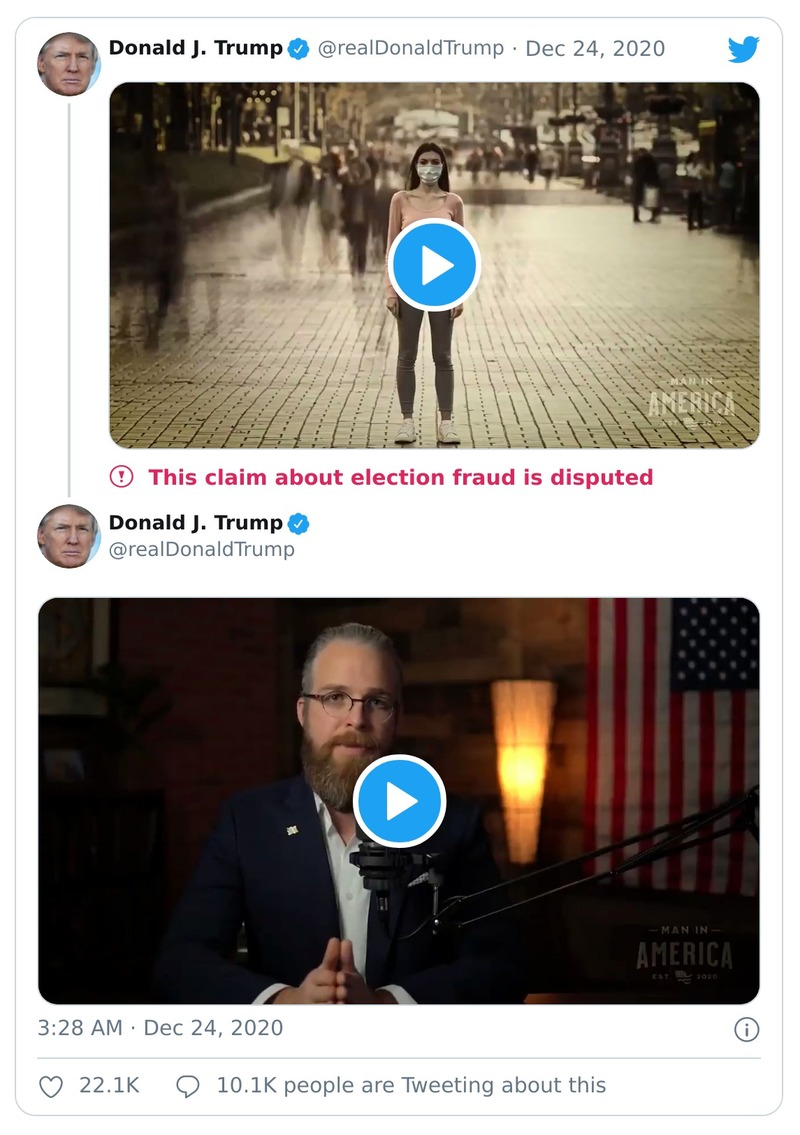 Donald J. Trump @realDonaldTrump · Dec 24, 2020
MAN IN
AMERICA
EST. 2020
This claim about election fraud is disputed
Donald J. Trump
@realDonaldTrump
MAN IN
AMERICA
EST. 2020
3:28 AM · Dec 24, 2020
22.1K 10.1K people are Tweeting about this